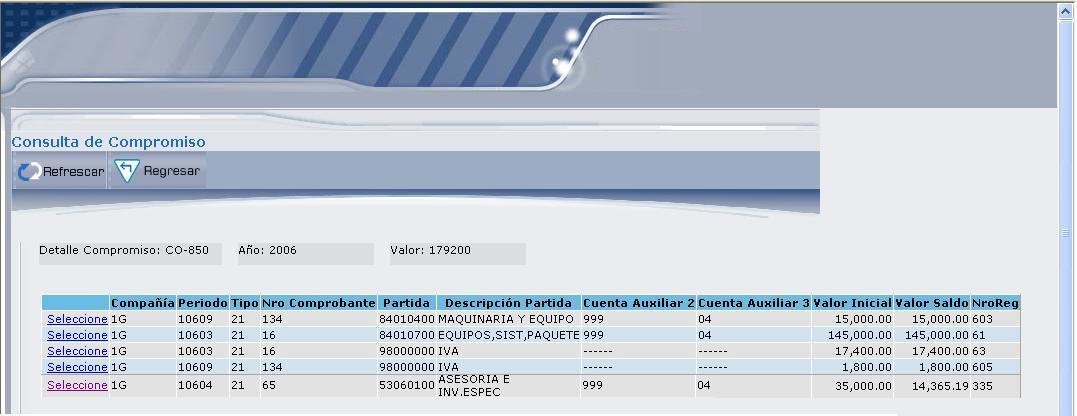 Consulta de Compromiso
Refrescar Regresar
Detalle Compromiso: CO-850 Año: 2006 Valor: 179200
Compañía Periodo Tipo Nro Comprobante Partida Descripción Partida Cuenta Auxiliar 2 Cuenta Auxiliar 3 Valor Inicial Valor Saldo NroReg
Seleccione 1G 10609 21 134 84010400 MAQUINARIA Y EQUIPO 999 04 15,000.00 15,000.00 603
Seleccione 1G 10603 21 16 84010700 EQUIPOS,SIST,PAQUETE 999 04 145,000.00 145,000.00 61
Seleccione 1G 10603 21 16 98000000 IVA ------ ------ 17,400.00 17,400.00 63
Seleccione 1G 10609 21 134 98000000 IVA ------ ------ 1,800.00 1,800.00 605
Seleccione 1G 10604 21 65 53060100 ASESORIA E INV.ESPEC 999 04 35,000.00 14,365.19 335